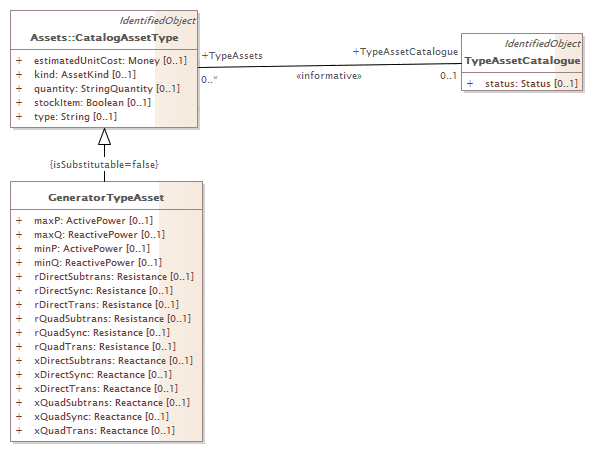 IdentifiedObject
Assets::CatalogAssetType
+ estimatedUnitCost: Money [0..1]
+ kind: AssetKind [0..1]
+ quantity: StringQuantity [0..1]
+ stockItem: Boolean [0..1]
+ type: String [0..1]
+TypeAssets
0..*
«informative»
+TypeAssetCatalogue
0..1
IdentifiedObject
TypeAssetCatalogue
+ status: Status [0..1]
{isSubstitutable=false}
GeneratorTypeAsset
+ maxP: ActivePower [0..1]
+ maxQ: ReactivePower [0..1]
+ minP: ActivePower [0..1]
+ minQ: ReactivePower [0..1]
+ rDirectSubtrans: Resistance [0..1]
+ rDirectSync: Resistance [0..1]
+ rDirectTrans: Resistance [0..1]
+ rQuadSubtrans: Resistance [0..1]
+ rQuadSync: Resistance [0..1]
+ rQuadTrans: Resistance [0..1]
+ xDirectSubtrans: Reactance [0..1]
+ xDirectSync: Reactance [0..1]
+ xDirectTrans: Reactance [0..1]
+ xQuadSubtrans: Reactance [0..1]
+ xQuadSync: Reactance [0..1]
+ xQuadTrans: Reactance [0..1]